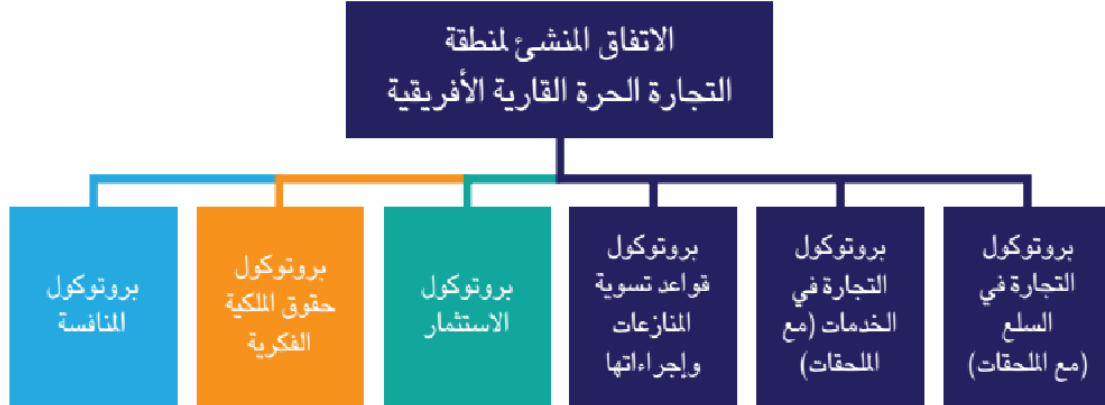 الاتفاق المنشئ لمنطقة
التجارة الحرة القارية الأفريقية
بروتوكول
التجارة في
السلع
(مع الملحقات)
بروتوكول
التجارة في
الخدمات (مع
الملحقات)
بروتوكول
قواعد تسوية
المنازعات
وإجراءاتها
بروتوكول
الاستثمار
بروتوكول
حقوق الملكية
الفكرية
بروتوكول
المنافسة